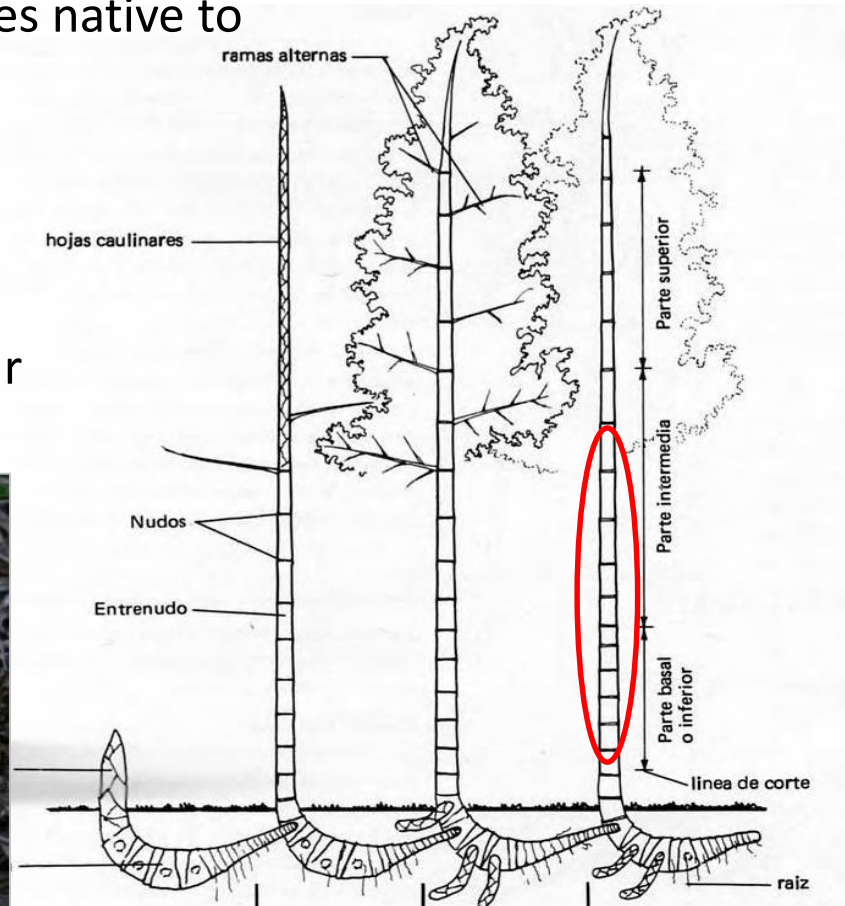 es native to
ramas alternas
hojas caulinares
r
Nudos
Entrenudo
Parte superior
Parte intermedia
Parte basal
o inferior
linea de corte
raiz